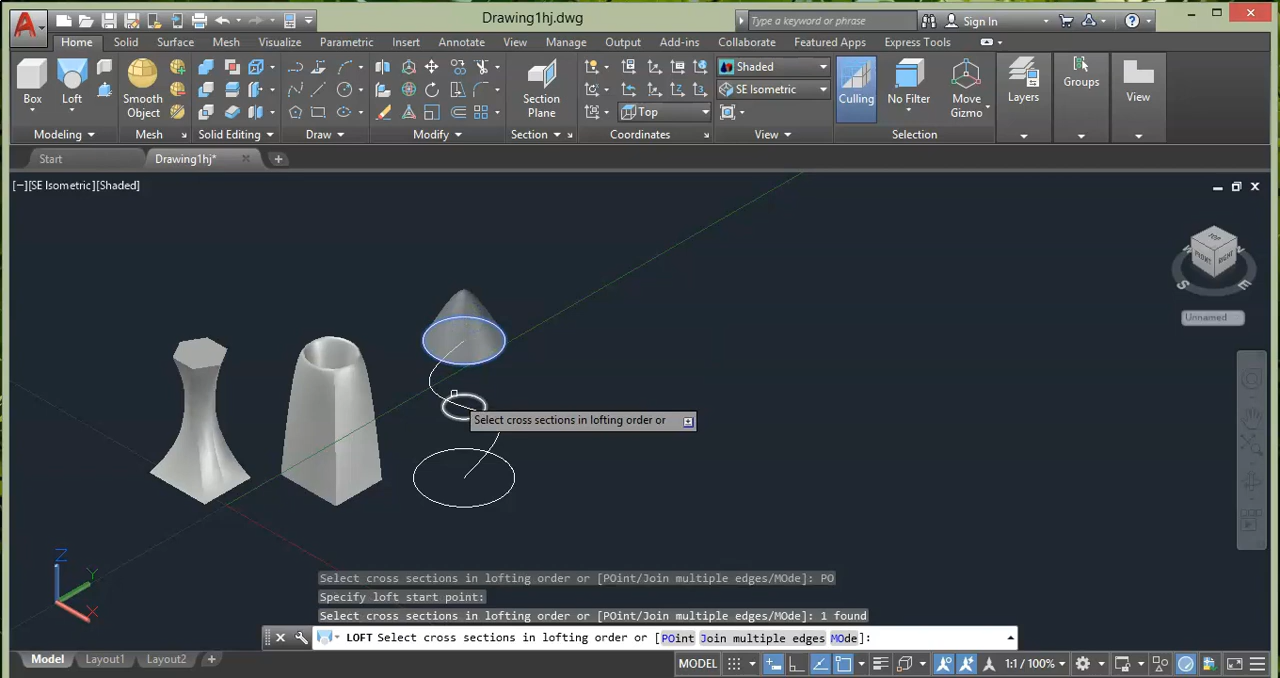 Drawing1hj.dwg
Type a keyword or phrase
Sign In
Home Solid Surface Mesh Visualize Parametric Insert Annotate View Manage Output Add-ins Collaborate Featured Apps Express Tools
Box
Loft
Smooth
Object
Section
Plane
Shaded
SE Isometric
Top
Culling
No Filter
Move
Gizmo
Layers
Groups
View
Modeling
Mesh
Solid Editing
Draw
Modify
Section
Coordinates
View
Selection
Start
Drawing1hj*
[−][SE Isometric][Shaded]
TOP
FRONT
RIGHT
S
E
Unnamed
Select cross sections in lofting order or
Z
Y
X
Select cross sections in lofting order or [POint/Join multiple edges/MOde]: PO
Specify loft start point:
Select cross sections in lofting order or [POint/Join multiple edges/MOde]: 1 found
LOFT Select cross sections in lofting order or [POint Join multiple edges MOde]:
Model Layout1 Layout2
MODEL
1:1 / 100%